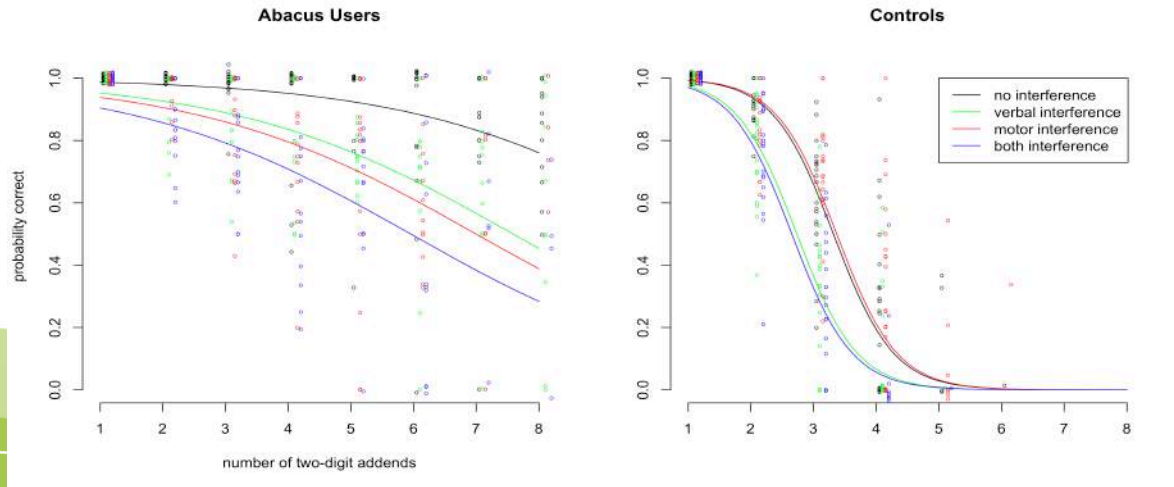 Abacus Users
Controls
probability correct
1.0
0.8
0.6
0.4
0.2
0.0
1 2 3 4 5 6 7 8
number of two-digit addends
1.0
0.8
0.6
0.4
0.2
0.0
1 2 3 4 5 6 7 8
no interference
verbal interference
motor interference
both interference